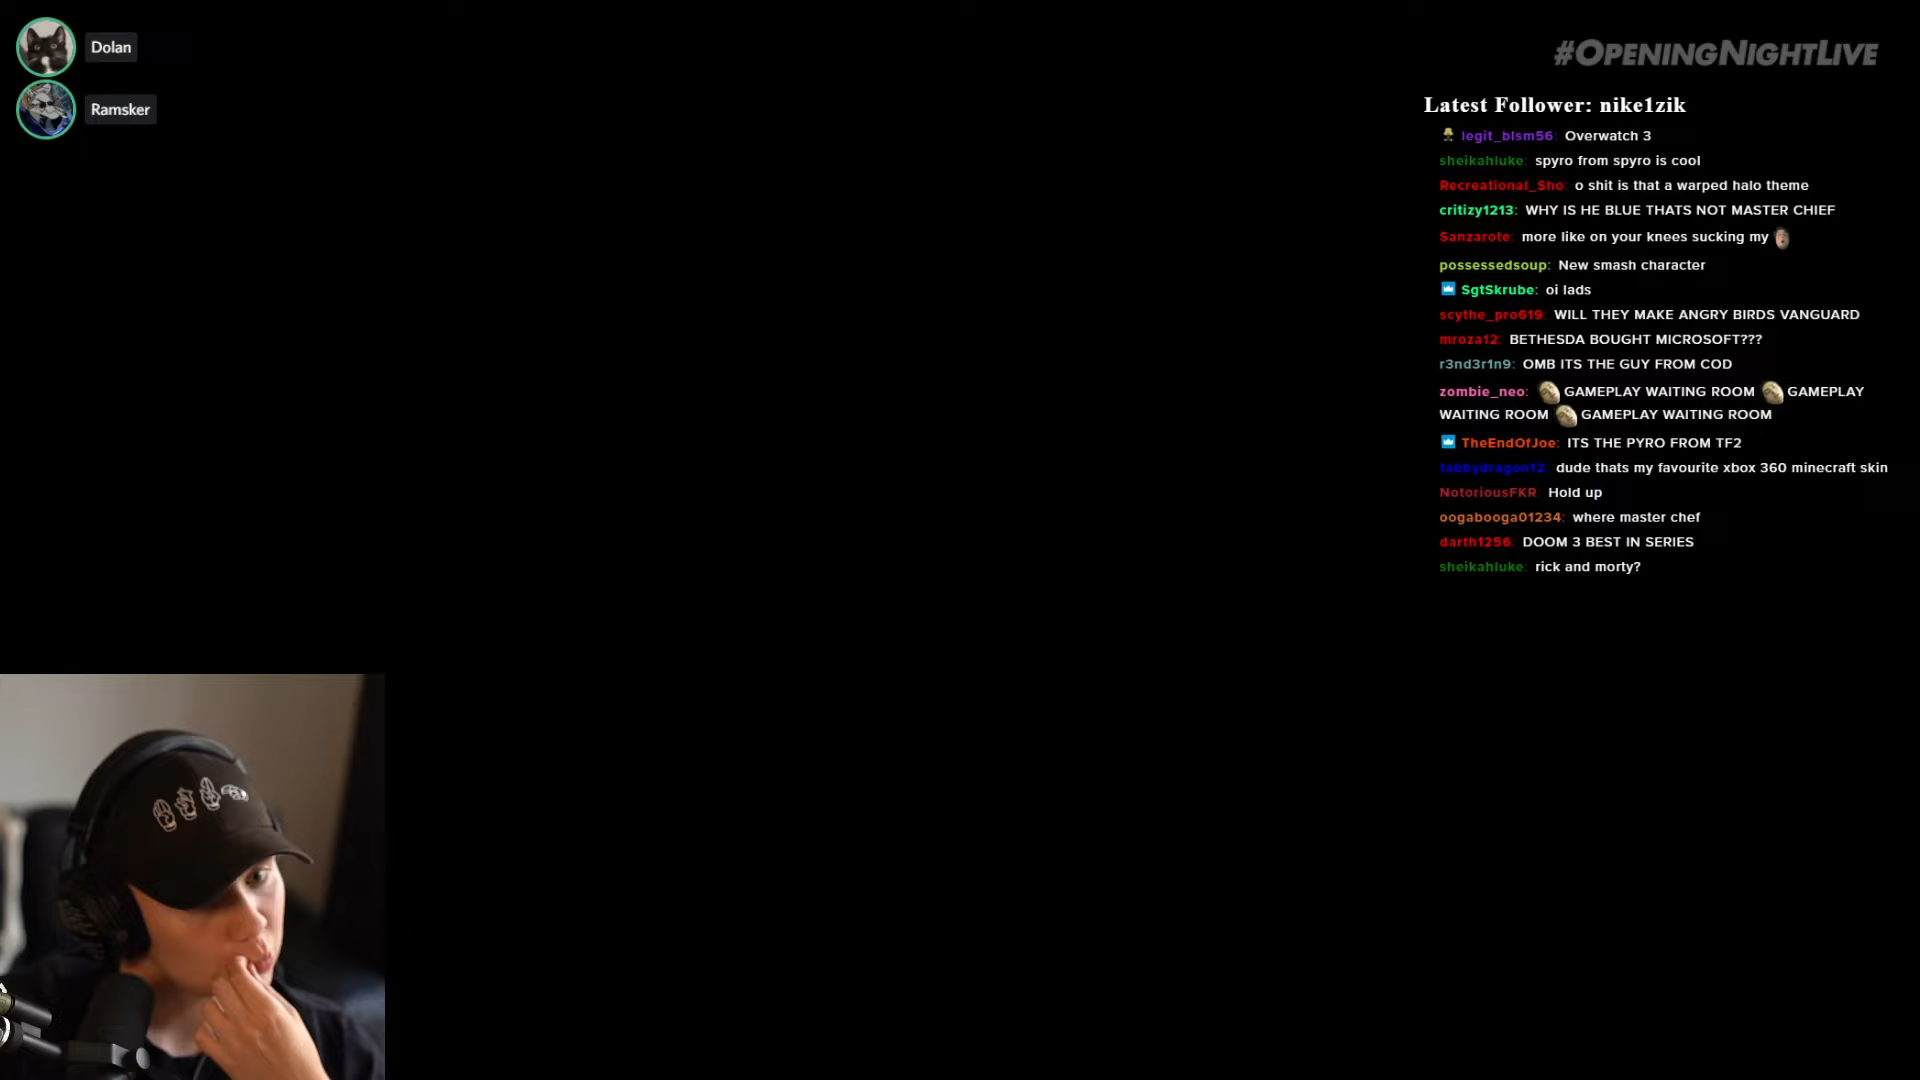 Dolan
Ramsker
#OpeningNightLive
Latest Follower: nike1zik
legit_blsm56: Overwatch 3
sheikahluke: spyro from spyro is cool
Recreational_Sho: o shit is that a warped halo theme
critizy1213: WHY IS HE BLUE THATS NOT MASTER CHIEF
Sanzarote: more like on your knees sucking my
possessedsoup: New smash character
SgtSkrube: oi lads
scythe_pro619: WILL THEY MAKE ANGRY BIRDS VANGUARD
mroza12: BETHESDA BOUGHT MICROSOFT???
r3nd3r1n9: OMB ITS THE GUY FROM COD
zombie_neo: GAMEPLAY WAITING ROOM GAMEPLAY
WAITING ROOM GAMEPLAY WAITING ROOM
TheEndOfJoe: ITS THE PYRO FROM TF2
tabbydragon12: dude thats my favourite xbox 360 minecraft skin
NotoriousFKR: Hold up
oogabooga01234: where master chef
darth1256: DOOM 3 BEST IN SERIES
sheikahluke: rick and morty?